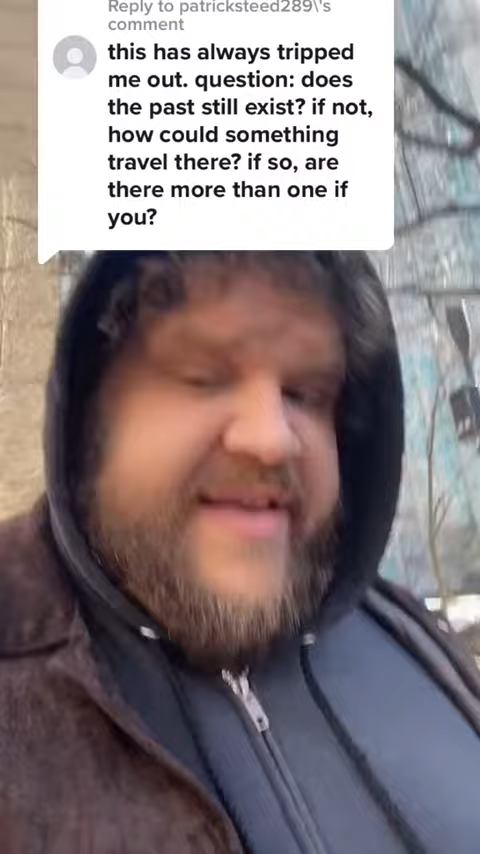 Reply to patricksteed289\'s
comment
this has always tripped
me out. question: does
the past still exist? if not,
how could something
travel there? if so, are
there more than one if
you?